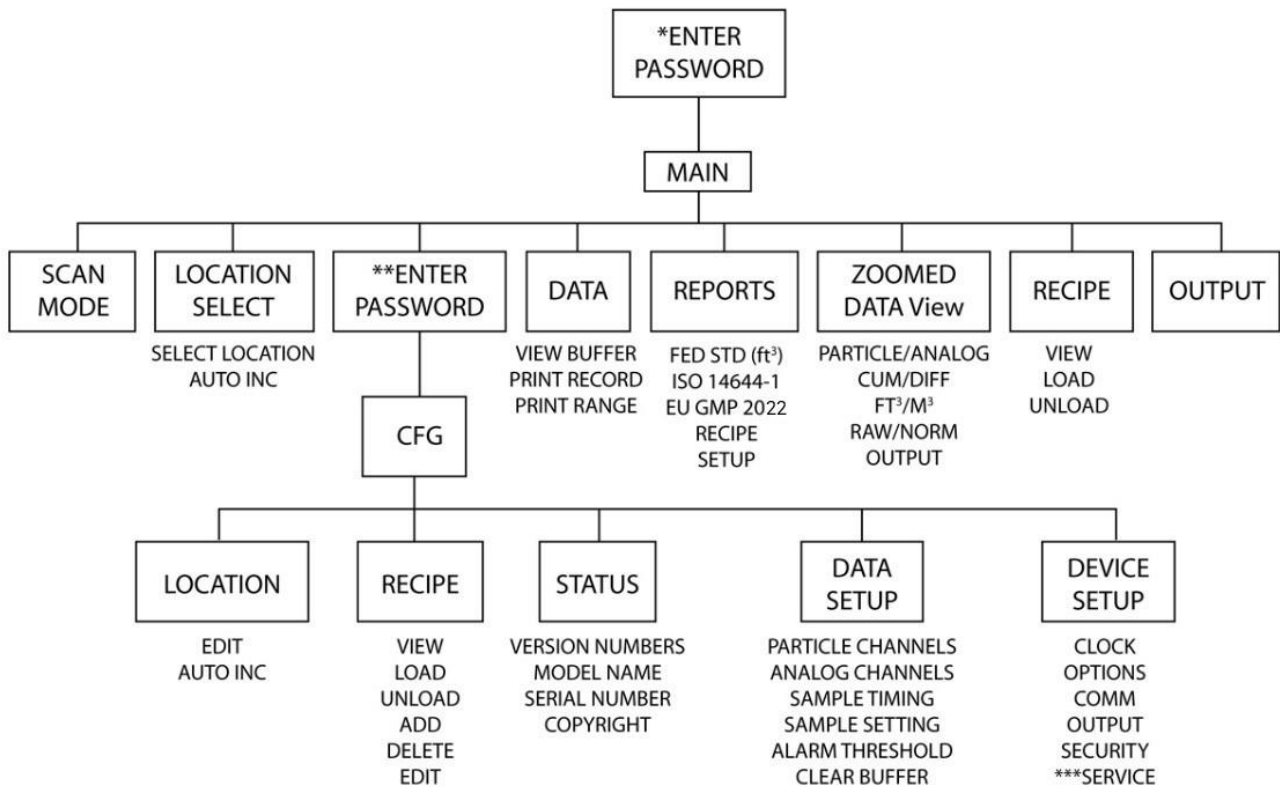 *ENTER
PASSWORD
MAIN
SCAN
MODE
LOCATION
SELECT
SELECT LOCATION
AUTO INC
**ENTER
PASSWORD
DATA
VIEW BUFFER
PRINT RECORD
PRINT RANGE
REPORTS
FED STD (ft³)
ISO 14644-1
EU GMP 2022
RECIPE
SETUP
ZOOMED
DATA View
PARTICLE/ANALOG
CUM/DIFF
FT³/M³
RAW/NORM
OUTPUT
RECIPE
VIEW
LOAD
UNLOAD
OUTPUT
CFG
LOCATION
EDIT
AUTO INC
RECIPE
VIEW
LOAD
UNLOAD
ADD
DELETE
EDIT
STATUS
VERSION NUMBERS
MODEL NAME
SERIAL NUMBER
COPYRIGHT
DATA
SETUP
PARTICLE CHANNELS
ANALOG CHANNELS
SAMPLE TIMING
SAMPLE SETTING
ALARM THRESHOLD
CLEAR BUFFER
DEVICE
SETUP
CLOCK
OPTIONS
COMM
OUTPUT
SECURITY
***SERVICE